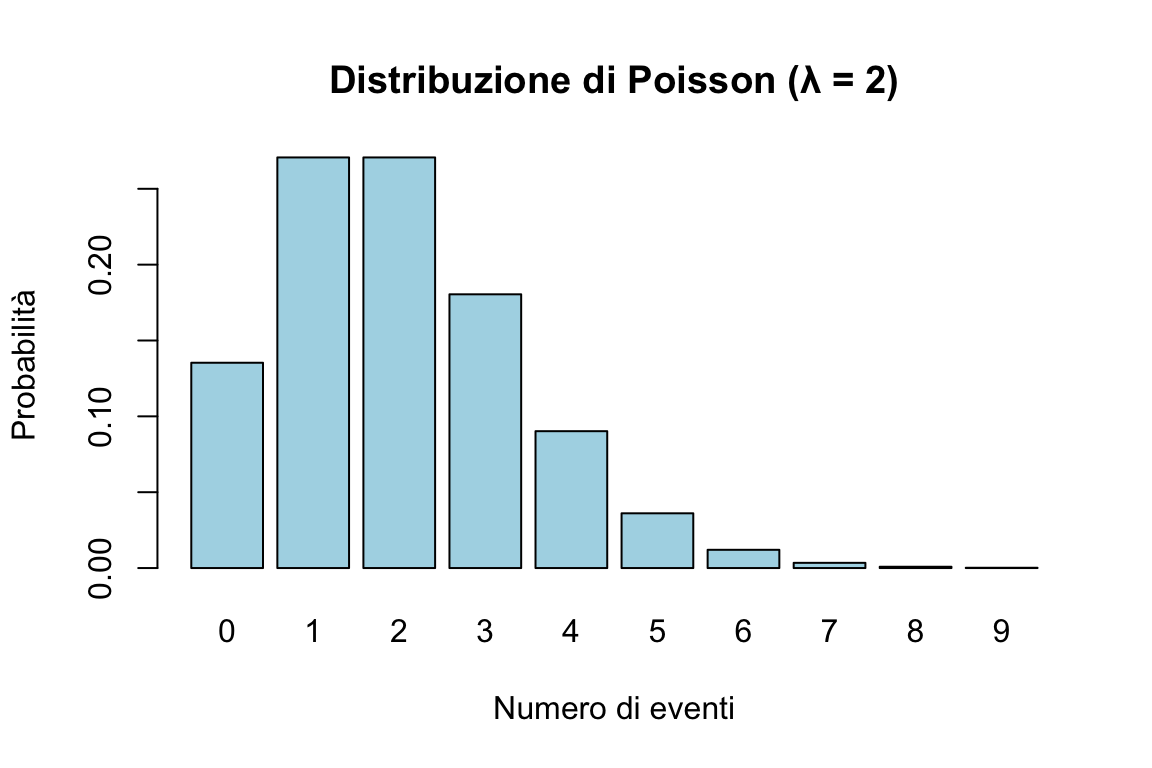 Distribuzione di Poisson (λ = 2)
Probabilità
0.20
0.10
0.00
0 1 2 3 4 5 6 7 8 9
Numero di eventi